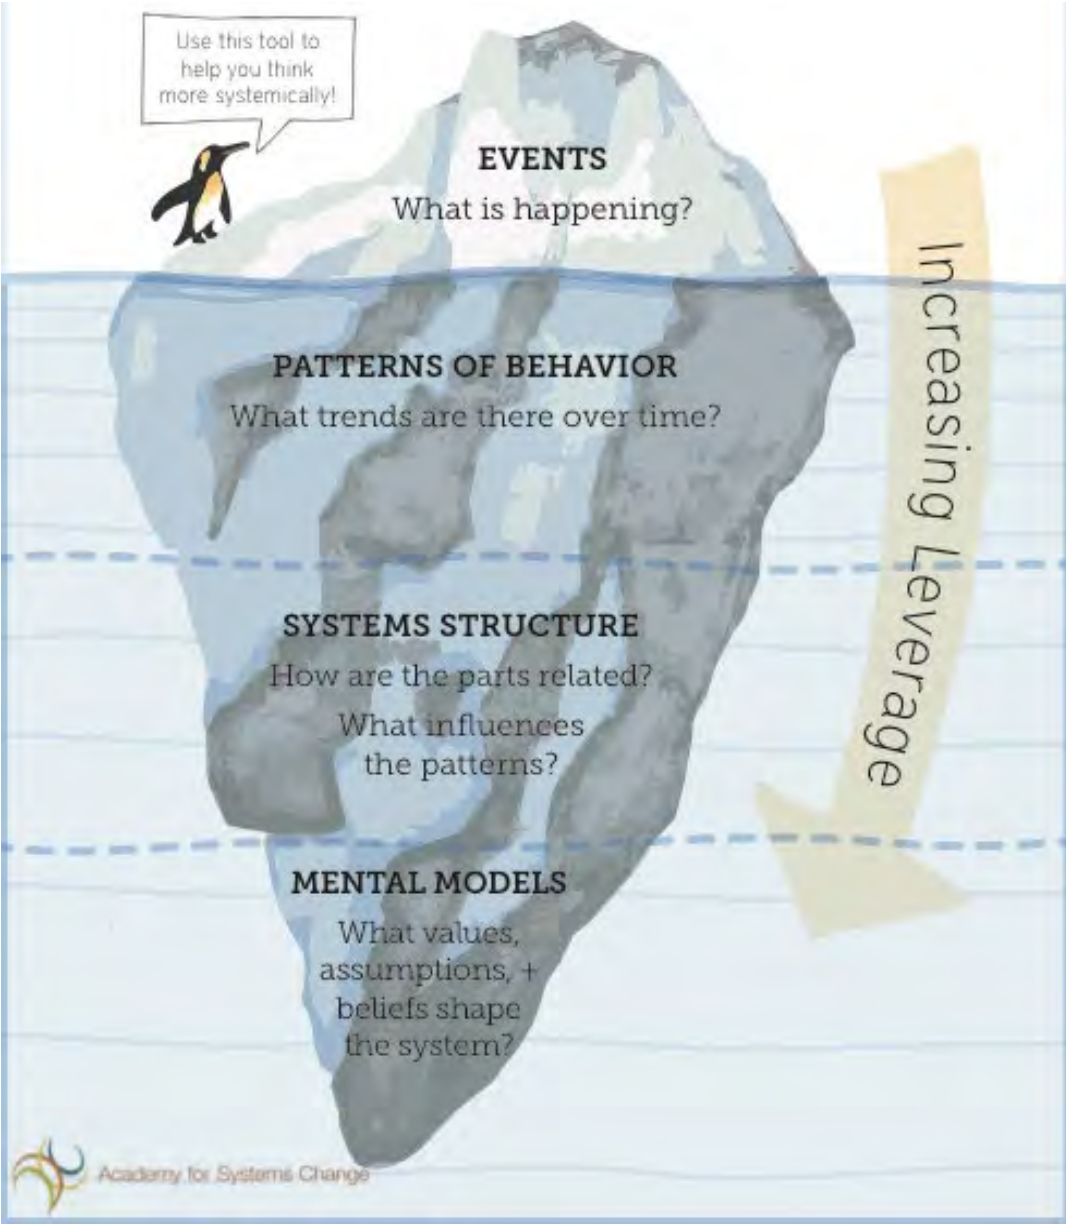 Use this tool to
help you think
more systemically!
EVENTS
What is happening?
PATTERNS OF BEHAVIOR
What trends are there over time?
SYSTEMS STRUCTURE
How are the parts related?
What influences
the patterns?
MENTAL MODELS
What values,
assumptions, +
beliefs shape
the system?
Increasing Leverage
Academy for Systems Change